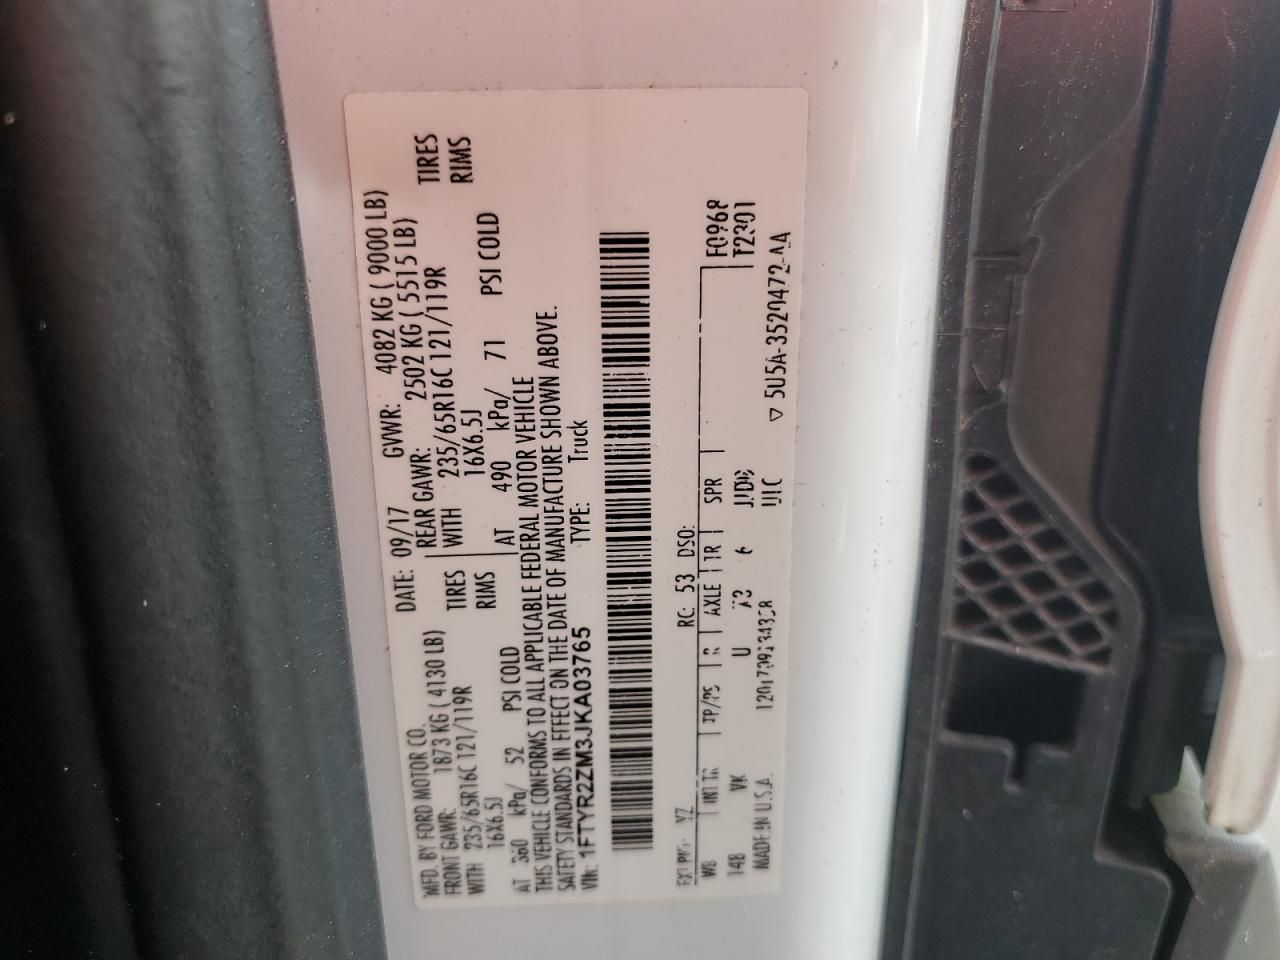 MFD. BY FORD MOTOR CO.
DATE: 09/17 GVWR: 4082 KG ( 9000 LB)
FRONT GAWR: 1873 KG ( 4130 LB) REAR GAWR: 2502 KG ( 5515 LB)
WITH 235/65R16C 121/119R TIRES WITH 235/65R16C 121/119R TIRES
16X6.5J RIMS 16X6.5J RIMS
AT 360 kPa/ 52 PSI COLD AT 490 kPa/ 71 PSI COLD
THIS VEHICLE CONFORMS TO ALL APPLICABLE FEDERAL MOTOR VEHICLE
SAFETY STANDARDS IN EFFECT ON THE DATE OF MANUFACTURE SHOWN ABOVE.
VIN: 1FTYR2ZM3JKA03765 TYPE: Truck
EXT PNT: YZ RC: 53 DSO:
WB INT TR TP/PS R AXLE TR SPR F0968
148 VK U 6 T2301
MADE IN U.S.A. ▽ 5U5A-3520472-AA